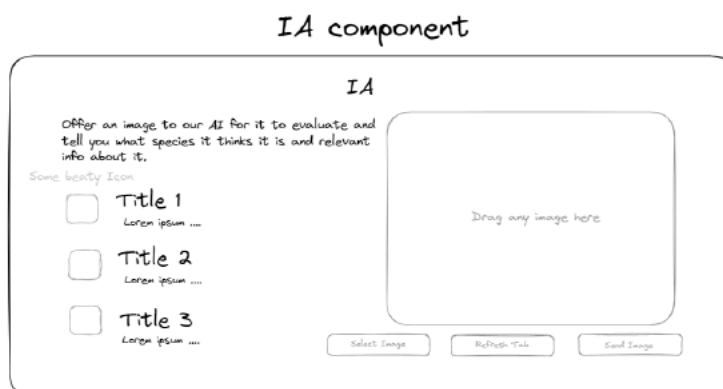 IA component
IA
Offer an image to our AI for it to evaluate and
tell you what species it thinks it is and relevant
info about it.
Some beaty Icon
Title 1
Lorem ipsum ....
Title 2
Lorem ipsum ....
Title 3
Lorem ipsum ....
Drag any image here
Select Image
Refresh Tab
Send Image